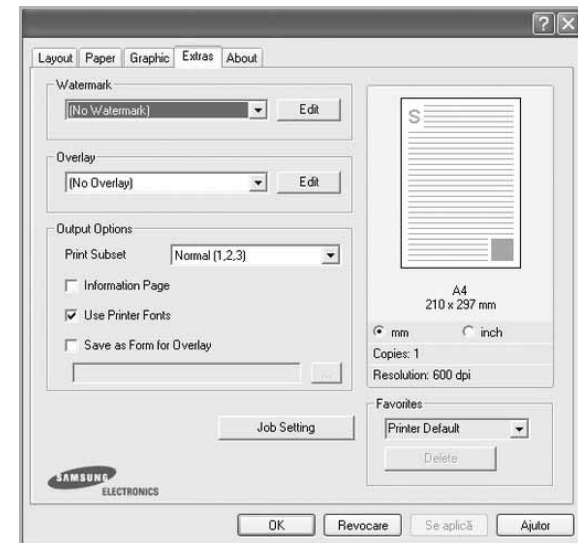 Layout Paper Graphic Extras About
Watermark
(No Watermark) Edit
Overlay
(No Overlay) Edit
Output Options
Print Subset Normal (1,2,3)
Information Page
Use Printer Fonts
Save as Form for Overlay
...
Job Setting
SAMSUNG
ELECTRONICS
S
A4
210 x 297 mm
mm inch
Copies: 1
Resolution: 600 dpi
Favorites
Printer Default
Delete
OK Revocare Se aplică Ajutor